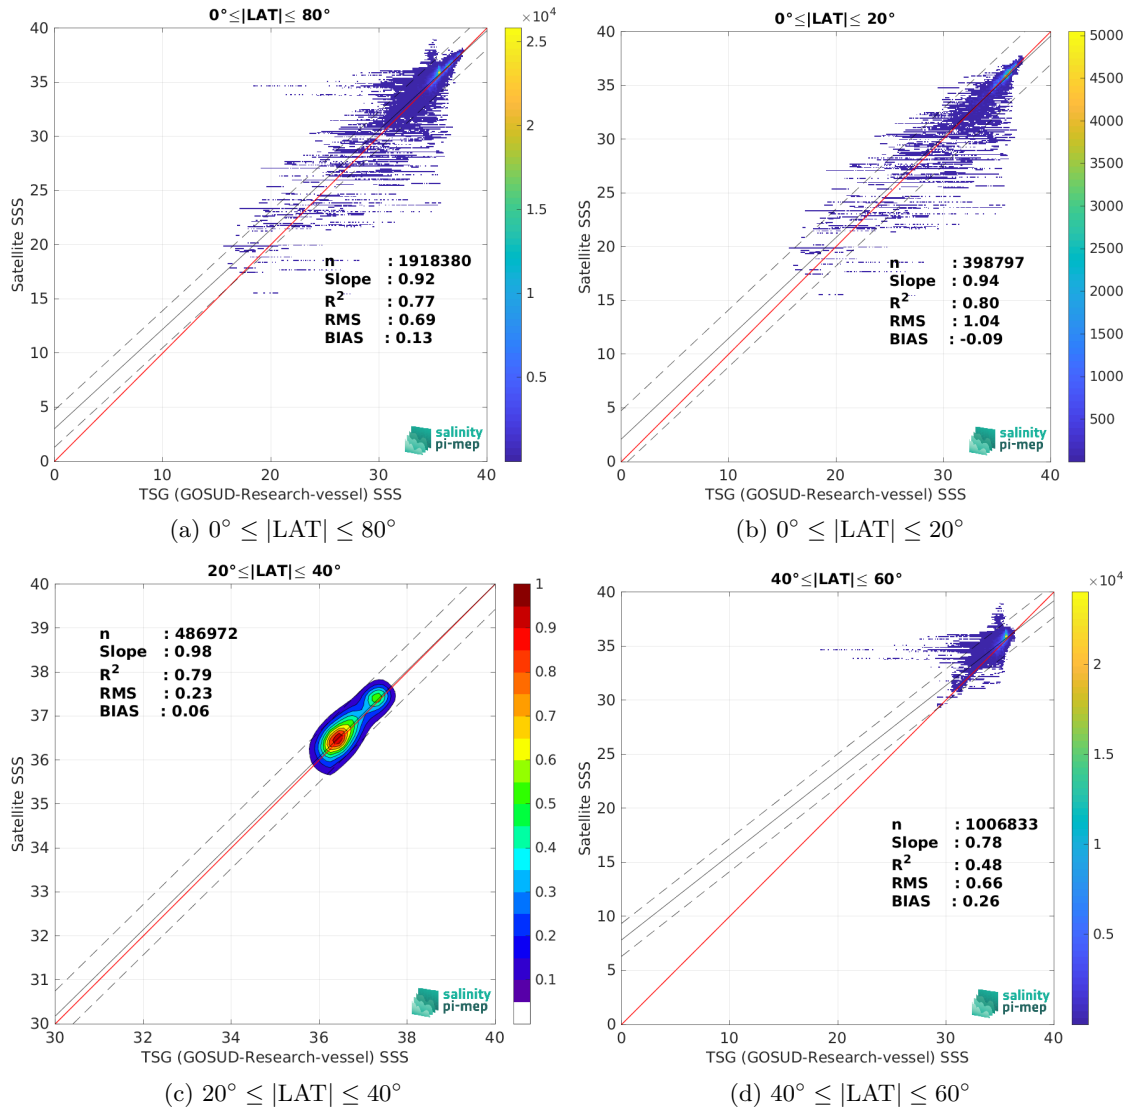 0°≤|LAT|≤ 80°
×10⁴
40
35
30
25
20
15
10
5
0
Satellite SSS
n : 1918380
Slope : 0.92
R² : 0.77
RMS : 0.69
BIAS : 0.13
salinity
pi-mep
0 10 20 30 40
TSG (GOSUD-Research-vessel) SSS
2.5
2
1.5
1
0.5
(a) 0° ≤ |LAT| ≤ 80°
0°≤|LAT|≤ 20°
40
35
30
25
20
15
10
5
0
Satellite SSS
n : 398797
Slope : 0.94
R² : 0.80
RMS : 1.04
BIAS : -0.09
salinity
pi-mep
0 10 20 30 40
TSG (GOSUD-Research-vessel) SSS
5000
4500
4000
3500
3000
2500
2000
1500
1000
500
(b) 0° ≤ |LAT| ≤ 20°
20°≤|LAT|≤ 40°
40
39
38
37
36
35
34
33
32
31
30
Satellite SSS
n : 486972
Slope : 0.98
R² : 0.79
RMS : 0.23
BIAS : 0.06
salinity
pi-mep
30 32 34 36 38 40
TSG (GOSUD-Research-vessel) SSS
1
0.9
0.8
0.7
0.6
0.5
0.4
0.3
0.2
0.1
(c) 20° ≤ |LAT| ≤ 40°
40°≤|LAT|≤ 60°
×10⁴
40
35
30
25
20
15
10
5
0
Satellite SSS
n : 1006833
Slope : 0.78
R² : 0.48
RMS : 0.66
BIAS : 0.26
salinity
pi-mep
0 10 20 30 40
TSG (GOSUD-Research-vessel) SSS
2
1.5
1
0.5
(d) 40° ≤ |LAT| ≤ 60°